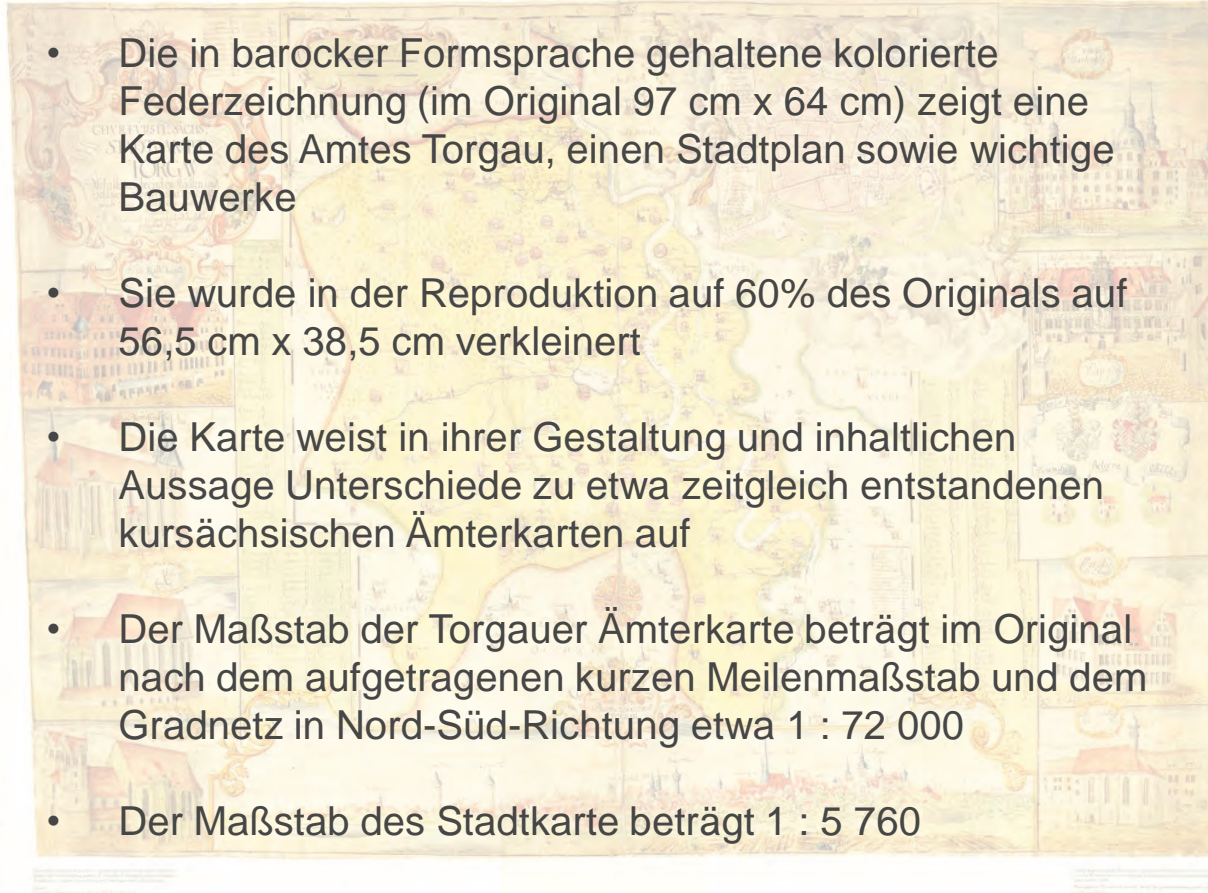 • Die in barocker Formsprache gehaltene kolorierte
Federzeichnung (im Original 97 cm x 64 cm) zeigt eine
Karte des Amtes Torgau, einen Stadtplan sowie wichtige
Bauwerke
• Sie wurde in der Reproduktion auf 60% des Originals auf
56,5 cm x 38,5 cm verkleinert
• Die Karte weist in ihrer Gestaltung und inhaltlichen
Aussage Unterschiede zu etwa zeitgleich entstandenen
kursächsischen Ämterkarten auf
• Der Maßstab der Torgauer Ämterkarte beträgt im Original
nach dem aufgetragenen kurzen Meilenmaßstab und dem
Gradnetz in Nord-Süd-Richtung etwa 1 : 72 000
• Der Maßstab des Stadtkarte beträgt 1 : 5 760